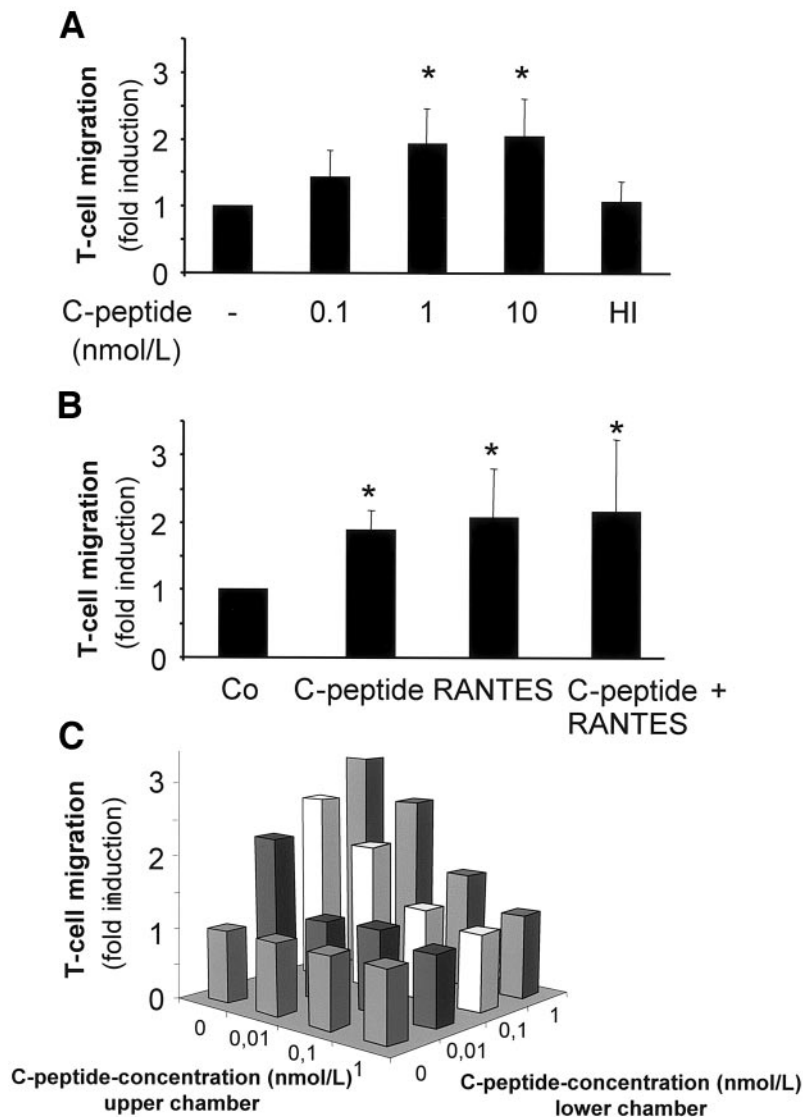 A
T-cell migration
(fold induction)
3
2
1
0
*
*
C-peptide - 0.1 1 10 HI
(nmol/L)
B
T-cell migration
(fold induction)
3
2
1
0
*
*
*
Co C-peptide RANTES C-peptide +
RANTES
C
T-cell migration
(fold induction)
3
2
1
0
0 0,01 0,1 1
0 0,01 0,1 1
C-peptide-concentration (nmol/L)
upper chamber
C-peptide-concentration (nmol/L)
lower chamber